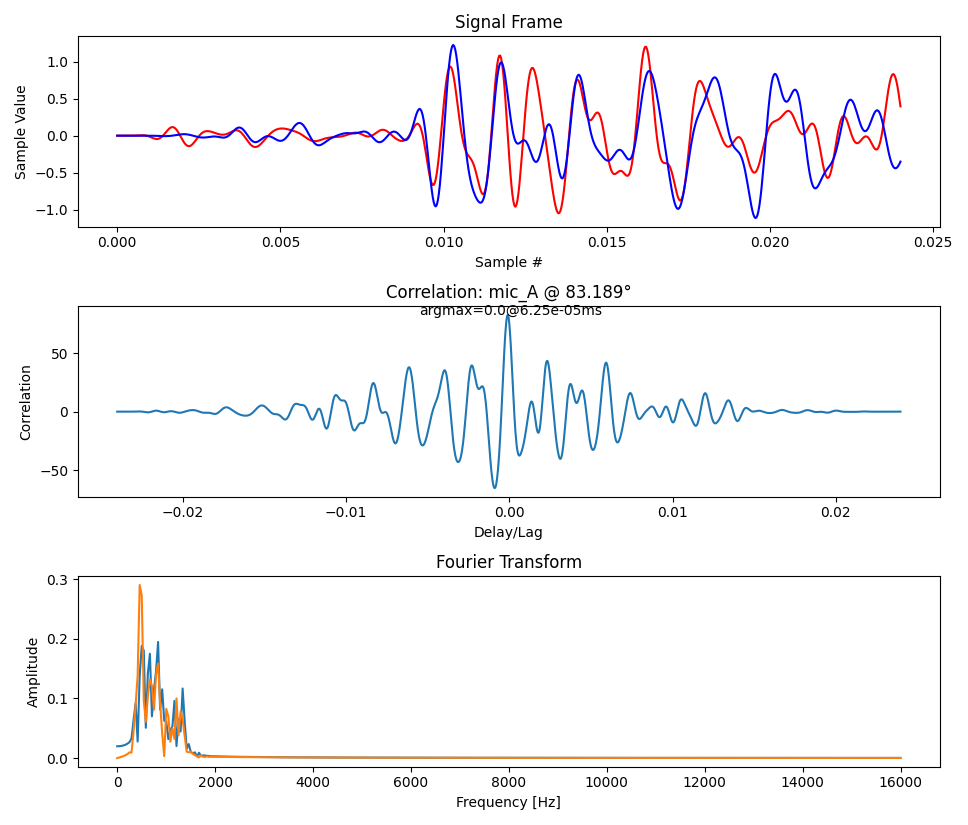 Signal Frame
1.0
0.5
0.0
−0.5
−1.0
Sample Value
0.000 0.005 0.010 0.015 0.020 0.025
Sample #
Correlation: mic_A @ 83.189°
argmax=0.0@6.25e-05ms
50
0
−50
Correlation
−0.02 −0.01 0.00 0.01 0.02
Delay/Lag
Fourier Transform
0.3
0.2
0.1
0.0
Amplitude
0 2000 4000 6000 8000 10000 12000 14000 16000
Frequency [Hz]